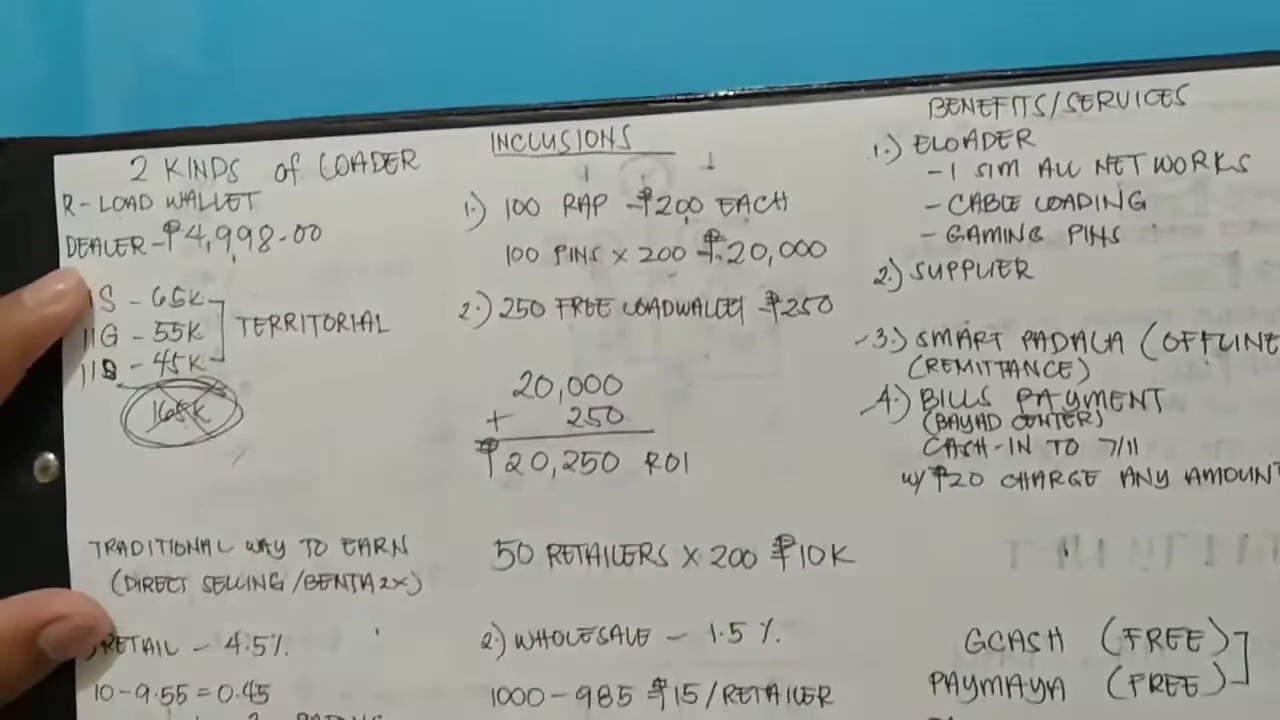 2 KINDS of LOADER
R-LOAD WALLET
DEALER-₱4,998.00
- 65K
11G - 55K
TERRITORIAL
- 45K
165K
TRADITIONAL WAY TO EARN
(DIRECT SELLING/BENTA 2X)
RETAIL - 4.5%
10-9.55=0.45
INCLUSIONS
1.) 100 RAP -₱200 EACH
100 PINS x 200 ₱20,000
2.) 250 FREE LOADWALLET ₱250
20,000
+ 250
₱20,250 ROI
50 RETAILERS x 200 ₱10K
2.) WHOLESALE - 1.5%
1000-985 ₱15/RETAILER
BENEFITS/SERVICES
1.) ELOADER
-1 SIM ALL NETWORKS
-CABLE LOADING
-GAMING PINS
2.) SUPPLIER
-3.) SMART PADALA (OFFLINE
(REMITTANCE)
4.) BILLS PAYMENT
(BAYAD CENTER)
CASH-IN TO 7/11
w/₱20 CHARGE ANY AMOUNT
GCASH (FREE)
PAYMAYA (FREE)